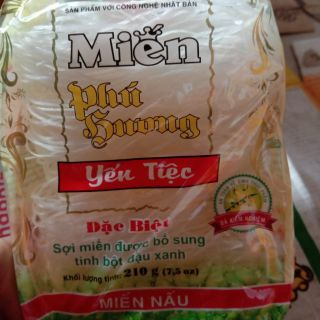 SẢN PHẨM VỚI CÔNG NGHỆ NHẬT BẢN
Miến
Phú
Hương
Yến Tiệc
Đặc Biệt
Sợi miến được bổ sung
tinh bột đậu xanh
Khối lượng tịnh: 210 g (7,5 oz)
MIẾN NẤU